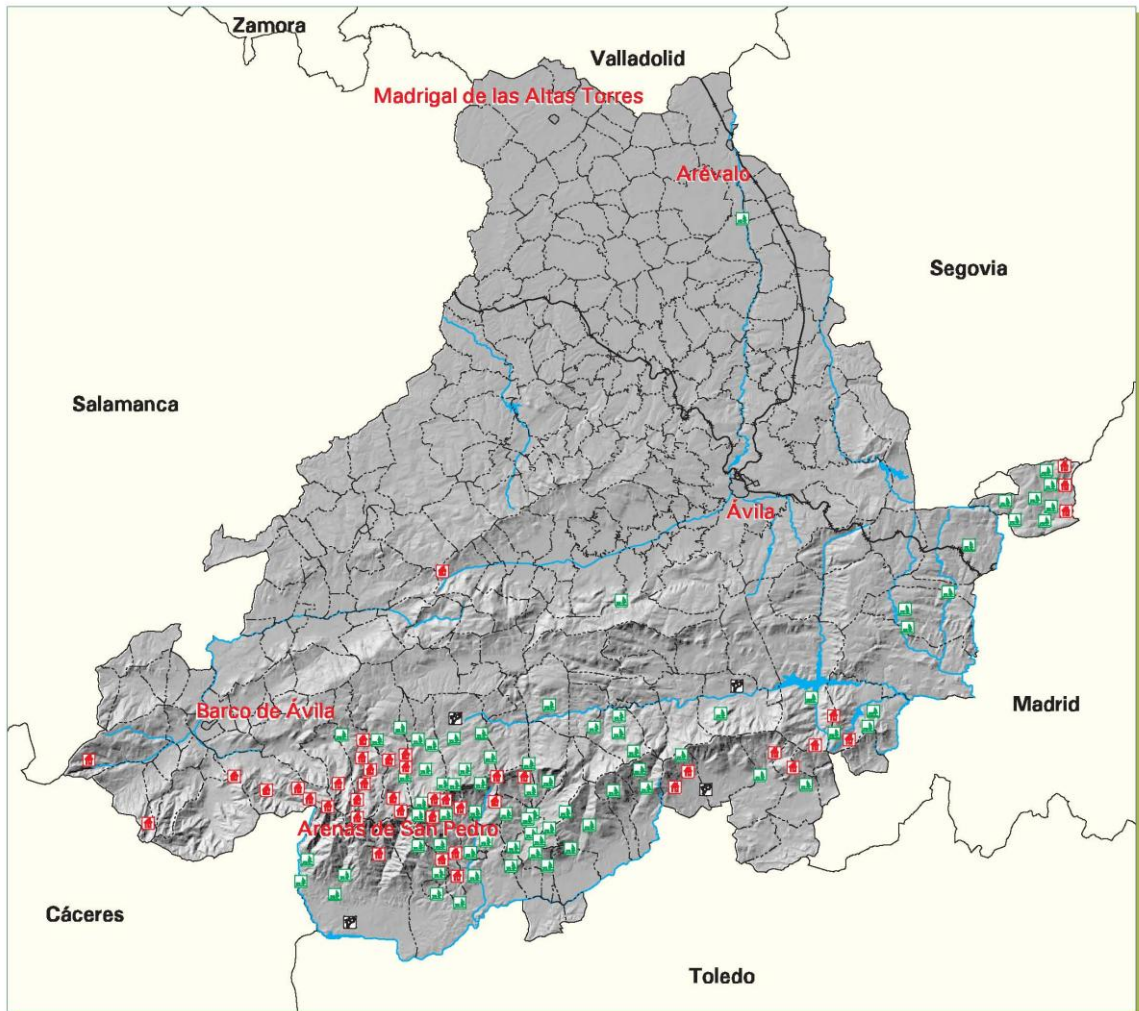 Zamora
Valladolid
Madrigal de las Altas Torres
Arévalo
Segovia
Salamanca
Ávila
Madrid
Barco de Ávila
Arenas de San Pedro
Cáceres
Toledo